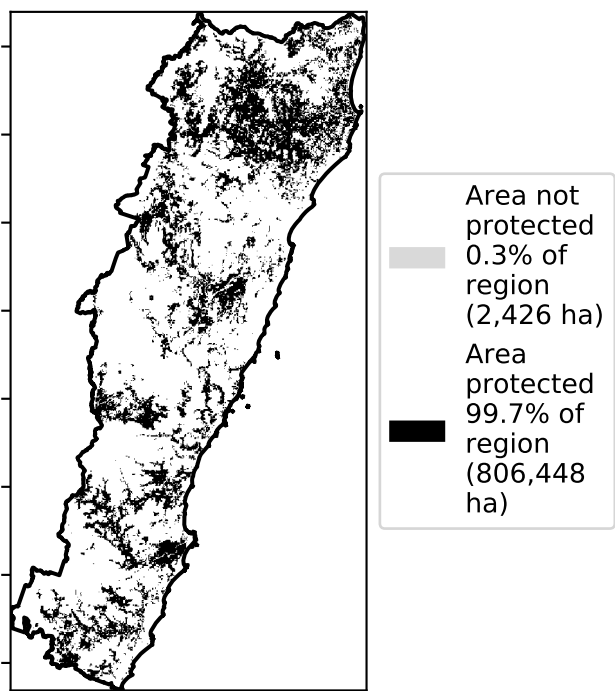 Area not
protected
0.3% of
region
(2,426 ha)
Area
protected
99.7% of
region
(806,448
ha)